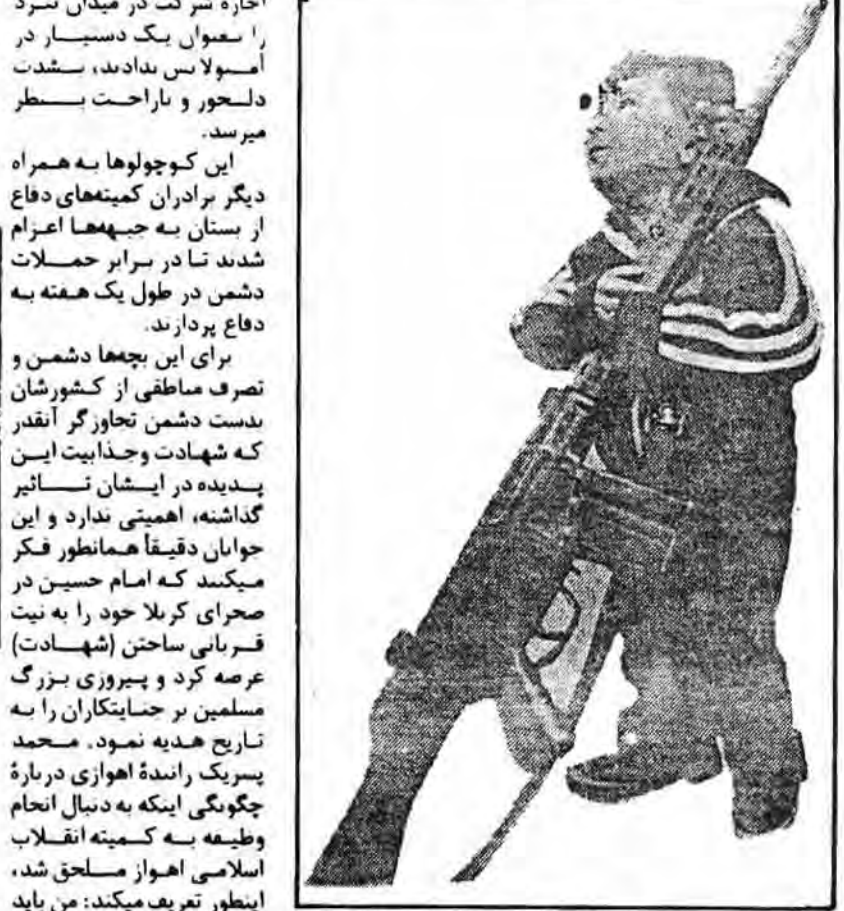 اجازه شرکت در میدان نبرد
را بعنوان یک دستیار در
آمبولانس ندادند، بشدت
دلخور و ناراحت بنظر
میرسد.
این کوچولوها به همراه
دیگر برادران کمیته‌های دفاع
از بستان به جبهه‌ها اعزام
شدند تا در برابر حملات
دشمن در طول یک هفته به
دفاع پردازند.
برای این بچه‌ها دشمن و
تصرف مناطقی از کشورشان
بدست دشمن تجاوزگر آنقدر
که شهادت وجذابیت این
پدیده در ایشان تاثیر
گذاشته، اهمیتی ندارد و این
جوانان دقیقاً همانطور فکر
میکنند که امام حسین در
صحرای کربلا خود را به نیت
قربانی ساختن (شهادت)
عرضه کرد و پیروزی بزرگ
مسلمین بر جنایتکاران را به
تاریخ هدیه نمود. محمد
پسریک رانندهٔ اهوازی دربارهٔ
چگونگی اینکه به دنبال انجام
وظیفه به کمیته انقلاب
اسلامی اهواز ملحق شد،
اینطور تعریف میکند: من باید